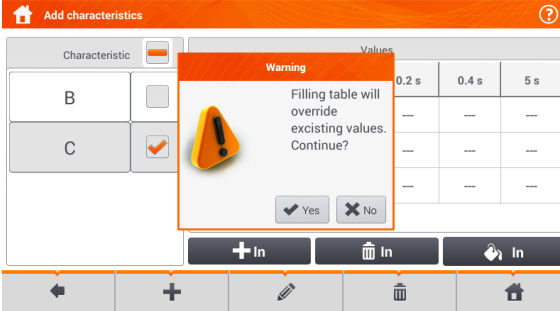 Add characteristics
?
Characteristic
Values
Warning
0.2 s 0.4 s 5 s
B
C
Filling table will
override
excisting values.
Continue?
--- --- ---
--- --- ---
--- --- ---
Yes No
In In In